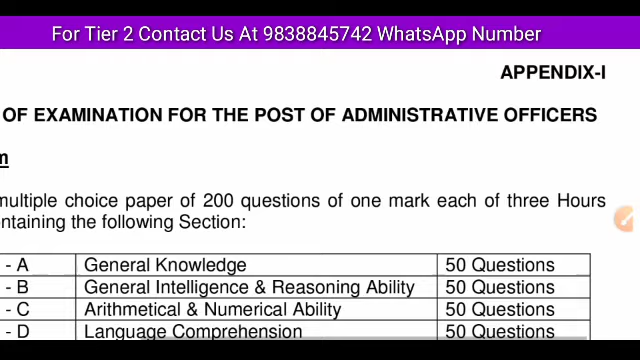 For Tier 2 Contact Us At 9838845742 WhatsApp Number
APPENDIX-I
OF EXAMINATION FOR THE POST OF ADMINISTRATIVE OFFICERS
m
multiple choice paper of 200 questions of one mark each of three Hours
ntaining the following Section:
- A General Knowledge 50 Questions
- B General Intelligence & Reasoning Ability 50 Questions
- C Arithmetical & Numerical Ability 50 Questions
- D Language Comprehension 50 Questions